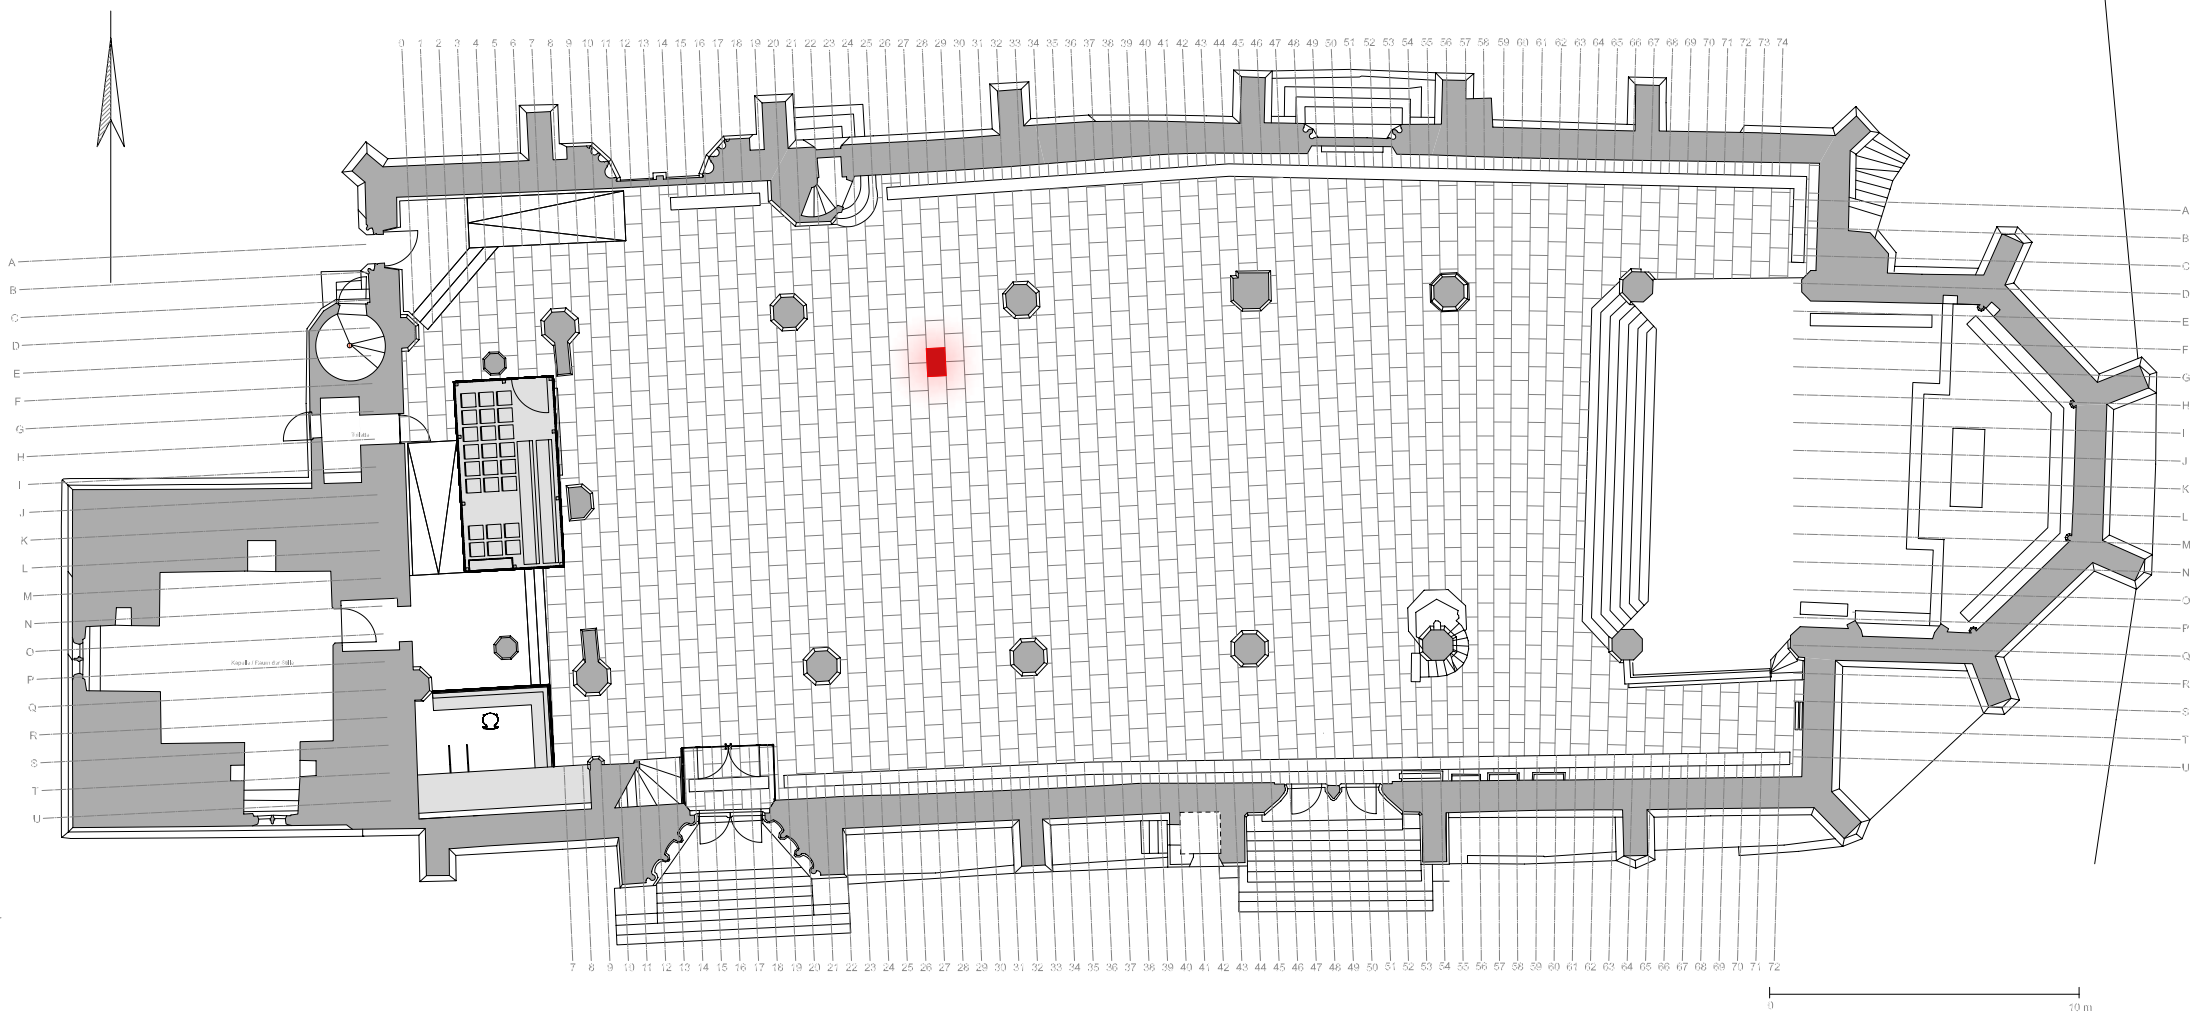 0 1 2 3 4 5 6 7 8 9 10 11 12 13 14 15 16 17 18 19 20 21 22 23 24 25 26 27 28 29 30 31 32 33 34 35 36 37 38 39 40 41 42 43 44 45 46 47 48 49 50 51 52 53 54 55 56 57 58 59 60 61 62 63 64 65 66 67 68 69 70 71 72 73 74
A
B
C
D
E
F
G
H
I
J
K
L
M
N
O
P
Q
R
S
T
U
Kapelle / Raum der Stille
A
B
C
D
E
F
G
H
I
J
K
L
M
N
O
P
Q
R
S
T
U
7 8 9 10 11 12 13 14 15 16 17 18 19 20 21 22 23 24 25 26 27 28 29 30 31 32 33 34 35 36 37 38 39 40 41 42 43 44 45 46 47 48 49 50 51 52 53 54 55 56 57 58 59 60 61 62 63 64 65 66 67 68 69 70 71 72
0 10 m